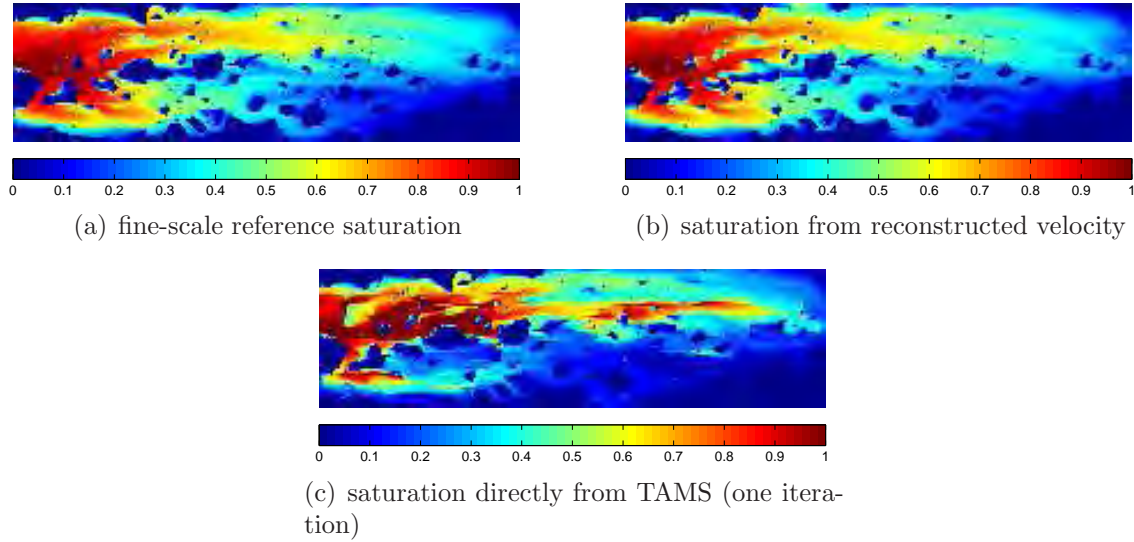 0 0.1 0.2 0.3 0.4 0.5 0.6 0.7 0.8 0.9 1
(a) fine-scale reference saturation
0 0.1 0.2 0.3 0.4 0.5 0.6 0.7 0.8 0.9 1
(b) saturation from reconstructed velocity
0 0.1 0.2 0.3 0.4 0.5 0.6 0.7 0.8 0.9 1
(c) saturation directly from TAMS (one itera-
tion)